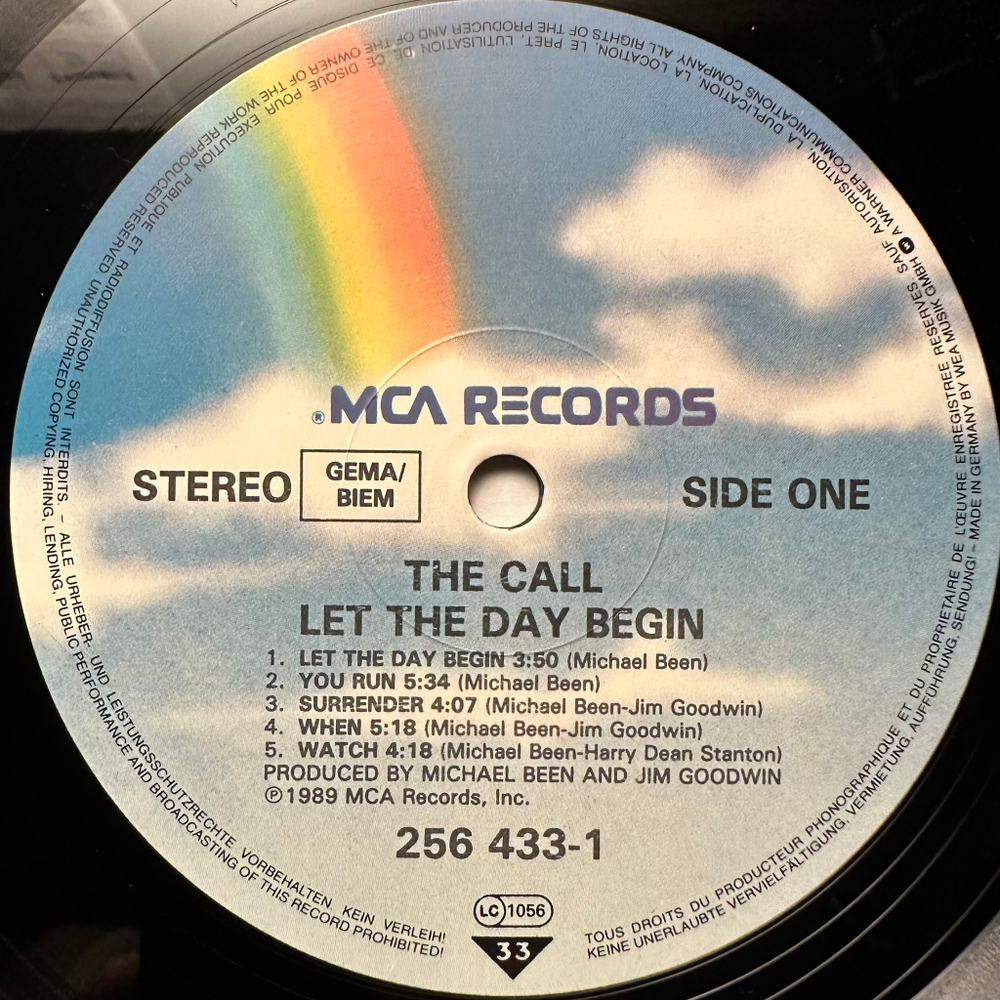 ® MCA RECORDS
STEREO
GEMA/
BIEM
SIDE ONE
THE CALL
LET THE DAY BEGIN
1. LET THE DAY BEGIN 3:50 (Michael Been)
2. YOU RUN 5:34 (Michael Been)
3. SURRENDER 4:07 (Michael Been-Jim Goodwin)
4. WHEN 5:18 (Michael Been-Jim Goodwin)
5. WATCH 4:18 (Michael Been-Harry Dean Stanton)
PRODUCED BY MICHAEL BEEN AND JIM GOODWIN
℗ 1989 MCA Records, Inc.
256 433-1
LC 1056
33
TOUS DROITS DU PRODUCTEUR PHONOGRAPHIQUE ET DU PROPRIETAIRE DE L'ŒUVRE ENREGISTREE RESERVES. SAUF AUTORISATION, LA DUPLICATION, LA LOCATION, LE PRET, L'UTILISATION DE CE DISQUE POUR EXECUTION PUBLIQUE ET RADIODIFFUSION SONT INTERDITS. – ALLE URHEBER- UND LEISTUNGSSCHUTZRECHTE VORBEHALTEN. KEIN VERLEIH!
KEINE UNERLAUBTE VERVIELFÄLTIGUNG, VERMIETUNG, AUFFÜHRUNG, SENDUNG! – MADE IN GERMANY BY WEA MUSIK GMBH A WARNER COMMUNICATIONS COMPANY. ALL RIGHTS OF THE PRODUCER AND OF THE OWNER OF THE WORK REPRODUCED RESERVED. UNAUTHORIZED COPYING, HIRING, LENDING, PUBLIC PERFORMANCE AND BROADCASTING OF THIS RECORD PROHIBITED!